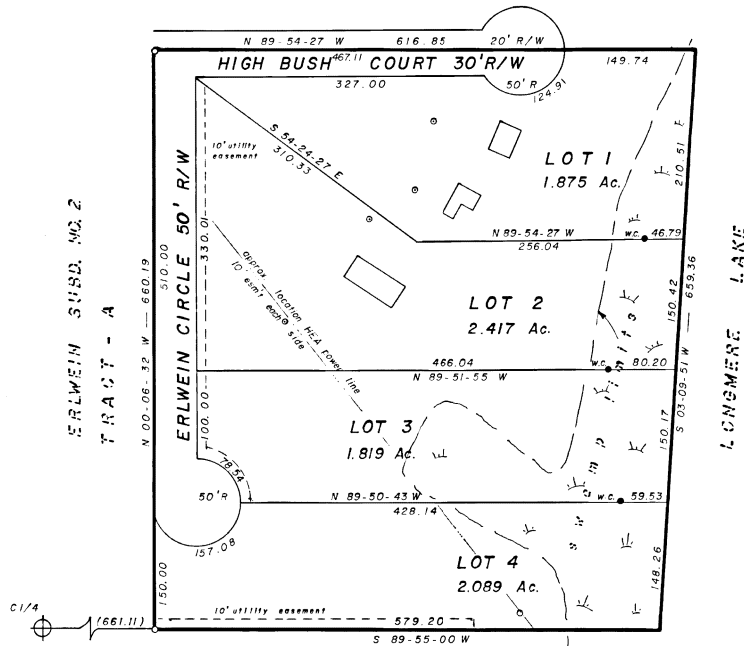 N 89-54-27 W 616.85 20' R/W
HIGH BUSH COURT 30' R/W
467.11
149.74
327.00
50' R
124.91
S 54-24-27 E
310.33
10' utility
easement
LOT 1
1.875 Ac.
210.51 E
N 89-54-27 W
256.04
w.c. 46.79
ERLWEIN SUBD. NO. 2
TRACT - A
N 00-06-32 W — 660.19
510.00
ERLWEIN CIRCLE 50' R/W
330.01
approx. location HEA power line
10' esmt each side
LOT 2
2.417 Ac.
150.42
S 03-09-51 W — 659.36
LONGMERE LAKE
swamp limits
466.04
N 89-51-55 W
w.c. 80.20
100.00
LOT 3
1.819 Ac.
150.17
78.54
50' R
N 89-50-43 W
428.14
w.c. 59.53
157.08
LOT 4
2.089 Ac.
148.26
150.00
C1/4
(661.11)
10' utility easement
579.20
S 89-55-00 W